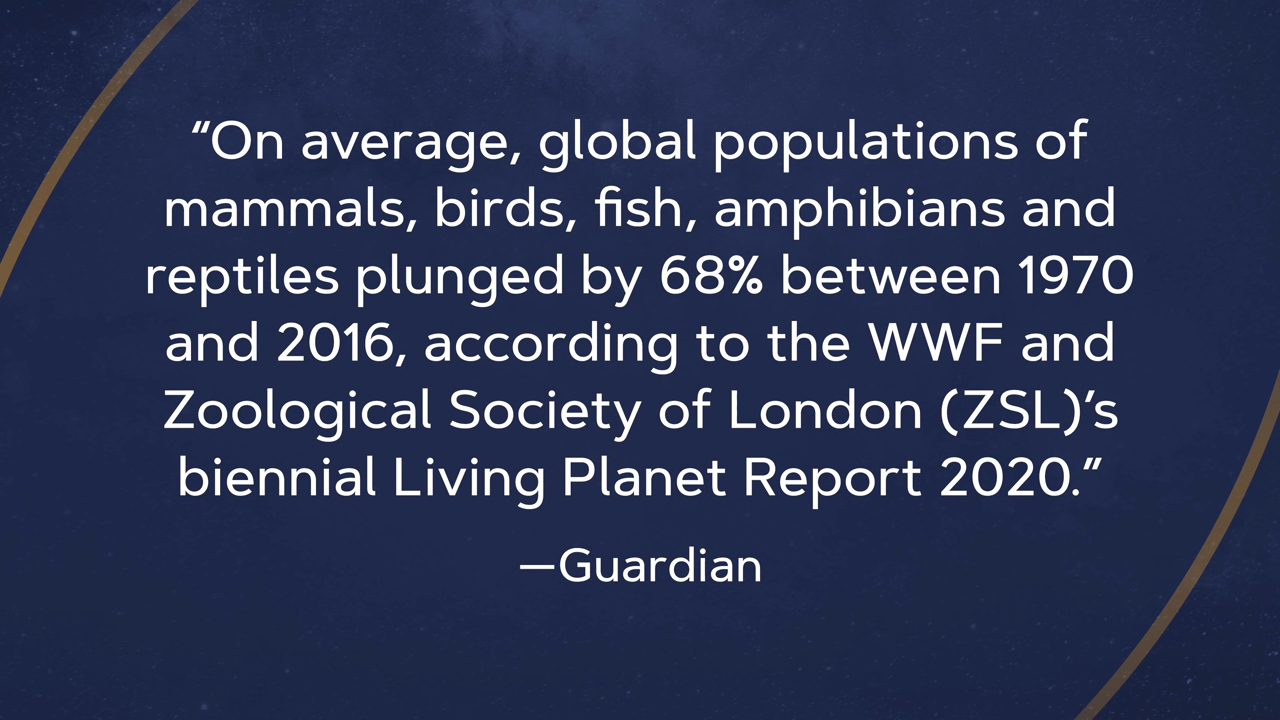 “On average, global populations of
mammals, birds, fish, amphibians and
reptiles plunged by 68% between 1970
and 2016, according to the WWF and
Zoological Society of London (ZSL)’s
biennial Living Planet Report 2020.”
—Guardian